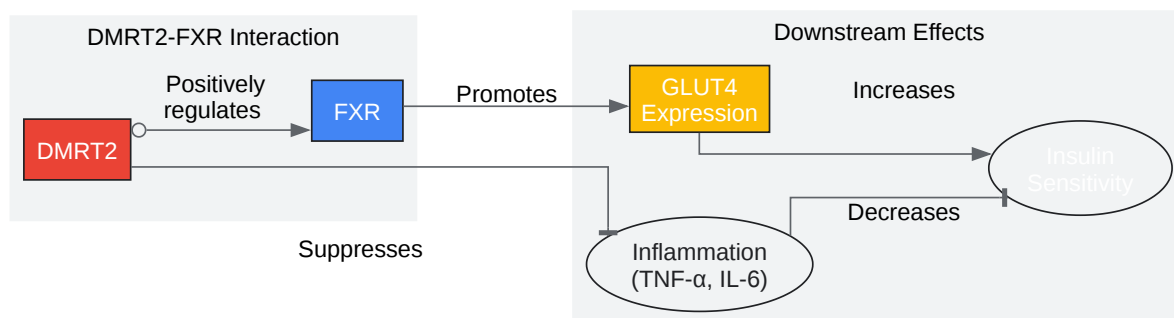 DMRT2-FXR Interaction
Downstream Effects
Positively
regulates
FXR
Promotes
GLUT4
Expression
Increases
DMRT2
Insulin
Sensitivity
Decreases
Suppresses
Inflammation
(TNF-α, IL-6)